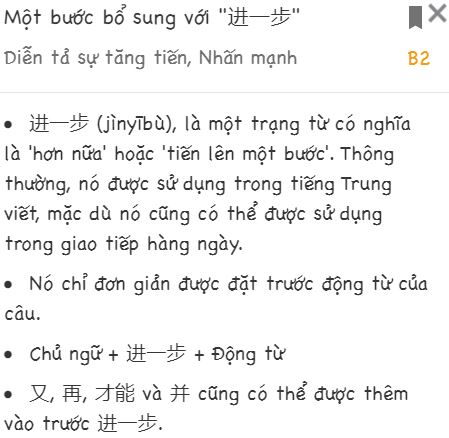 Một bước bổ sung với "进一步"
Diễn tả sự tăng tiến, Nhấn mạnh
B2
• 进一步 (jìnyībù), là một trạng từ có nghĩa
là 'hơn nữa' hoặc 'tiến lên một bước'. Thông
thường, nó được sử dụng trong tiếng Trung
viết, mặc dù nó cũng có thể được sử dụng
trong giao tiếp hàng ngày.
• Nó chỉ đơn giản được đặt trước động từ của
câu.
• Chủ ngữ + 进一步 + Động từ
• 又, 再, 才能 và 并 cũng có thể được thêm
vào trước 进一步.